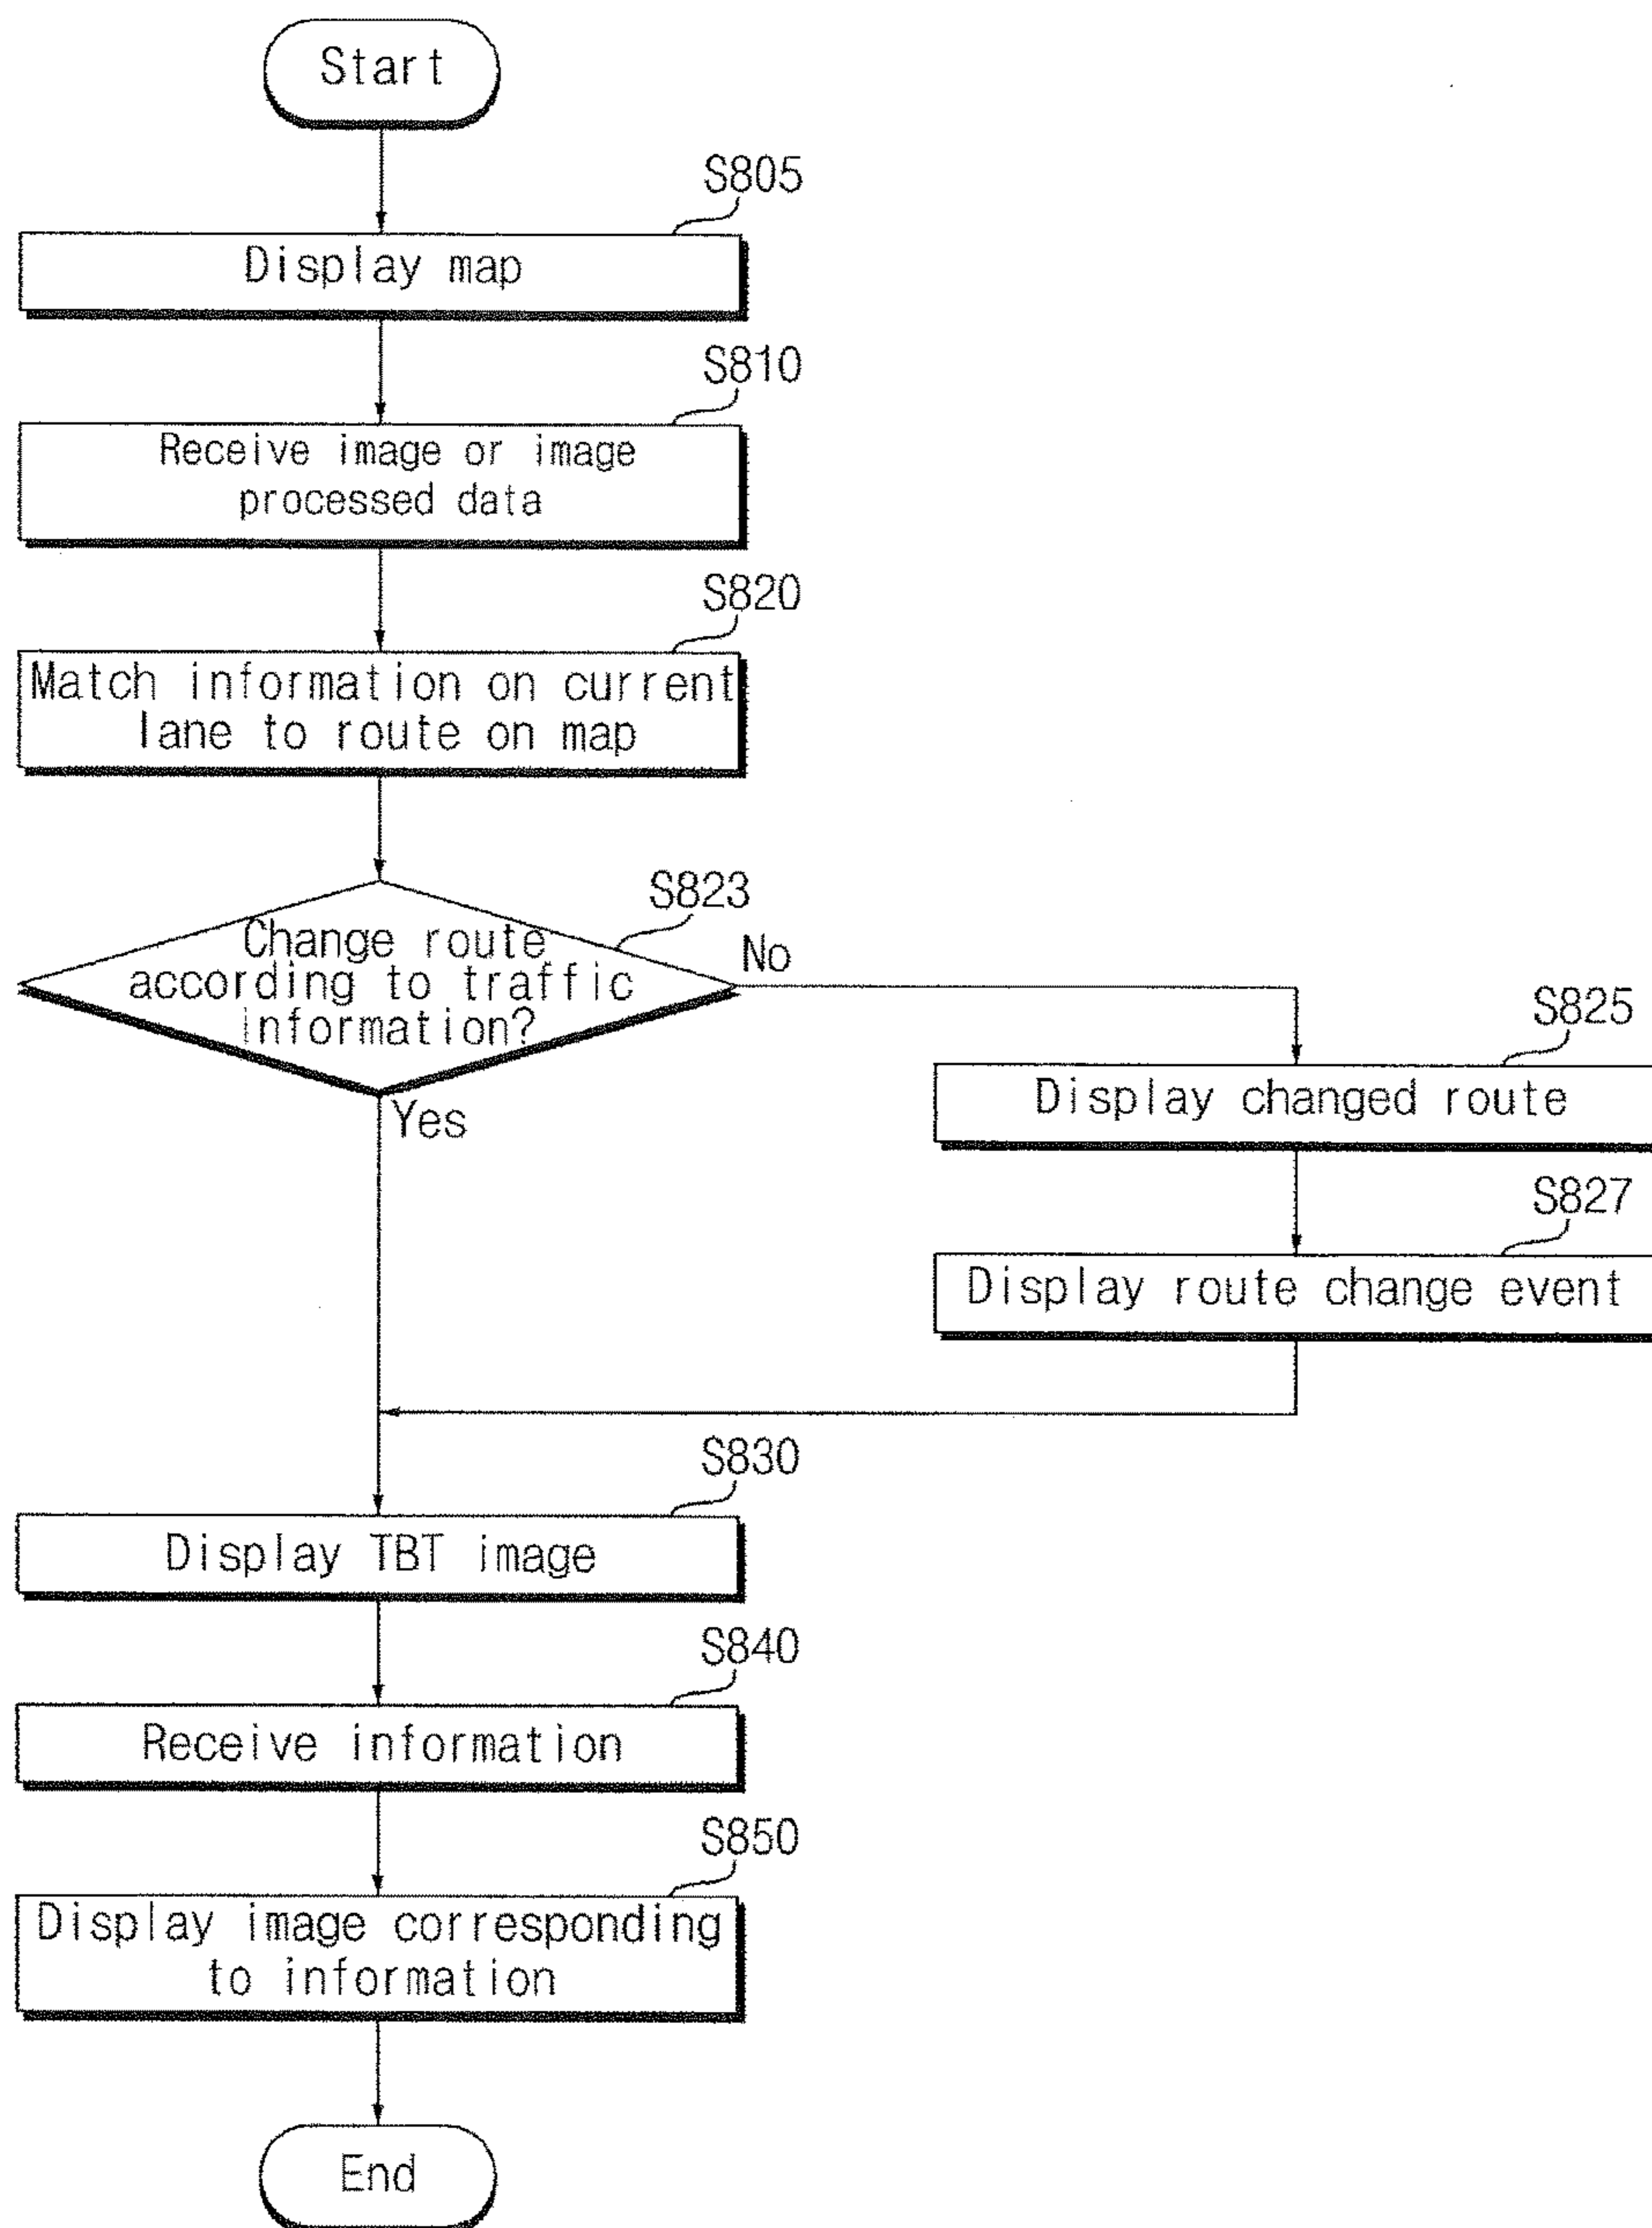 Start
S805
Display map
S810
Receive image or image
processed data
S820
Match information on current
lane to route on map
S823
Change route
according to traffic
information?
No
Yes
S825
Display changed route
S827
Display route change event
S830
Display TBT image
S840
Receive information
S850
Display image corresponding
to information
End